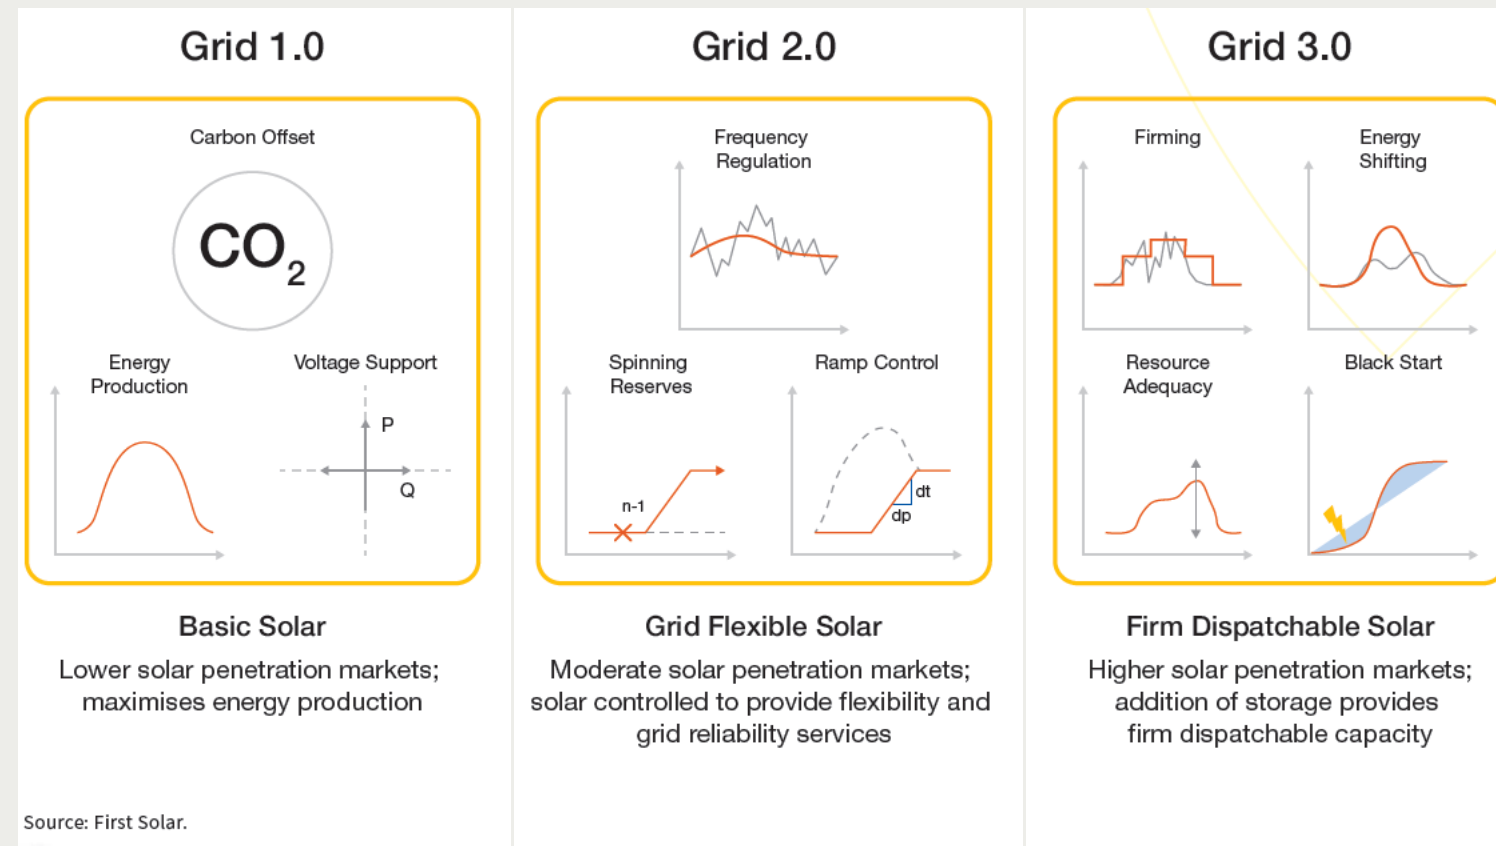 Grid 1.0
Carbon Offset
CO2
Energy
Production
Voltage Support
P
Q
Basic Solar
Lower solar penetration markets;
maximises energy production
Grid 2.0
Frequency
Regulation
Spinning
Reserves
n-1
Ramp Control
dt
dp
Grid Flexible Solar
Moderate solar penetration markets;
solar controlled to provide flexibility and
grid reliability services
Grid 3.0
Firming
Energy
Shifting
Resource
Adequacy
Black Start
Firm Dispatchable Solar
Higher solar penetration markets;
addition of storage provides
firm dispatchable capacity
Source: First Solar.